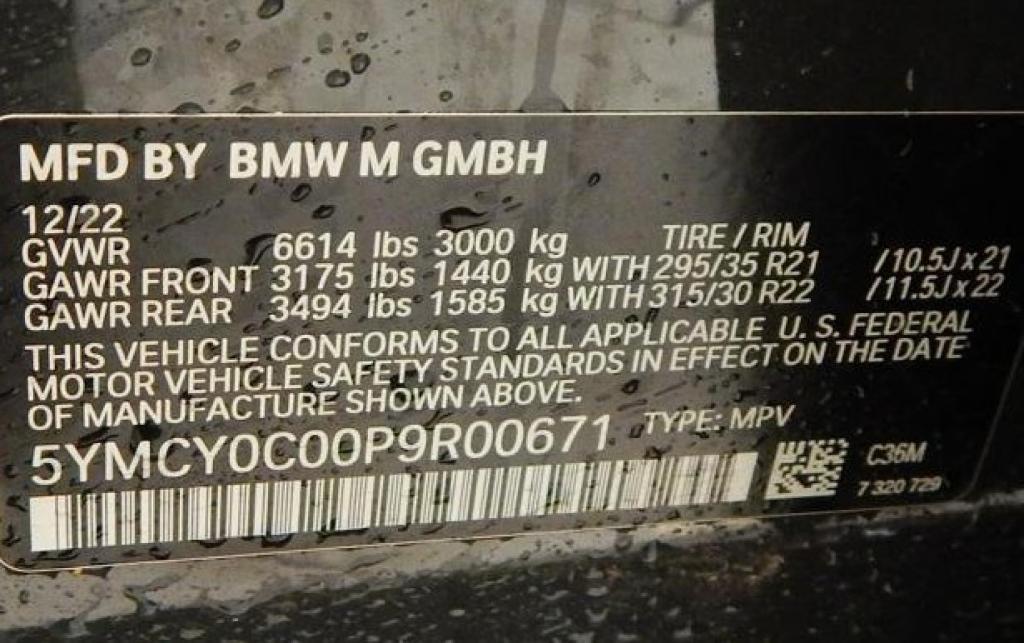 MFD BY BMW M GMBH
12/22
GVWR 6614 lbs 3000 kg TIRE / RIM
GAWR FRONT 3175 lbs 1440 kg WITH 295/35 R21 /10.5J x 21
GAWR REAR 3494 lbs 1585 kg WITH 315/30 R22 /11.5J x 22
THIS VEHICLE CONFORMS TO ALL APPLICABLE U. S. FEDERAL
MOTOR VEHICLE SAFETY STANDARDS IN EFFECT ON THE DATE
OF MANUFACTURE SHOWN ABOVE.
5YMCY0C00P9R00671 TYPE: MPV
C36M
7 320 729